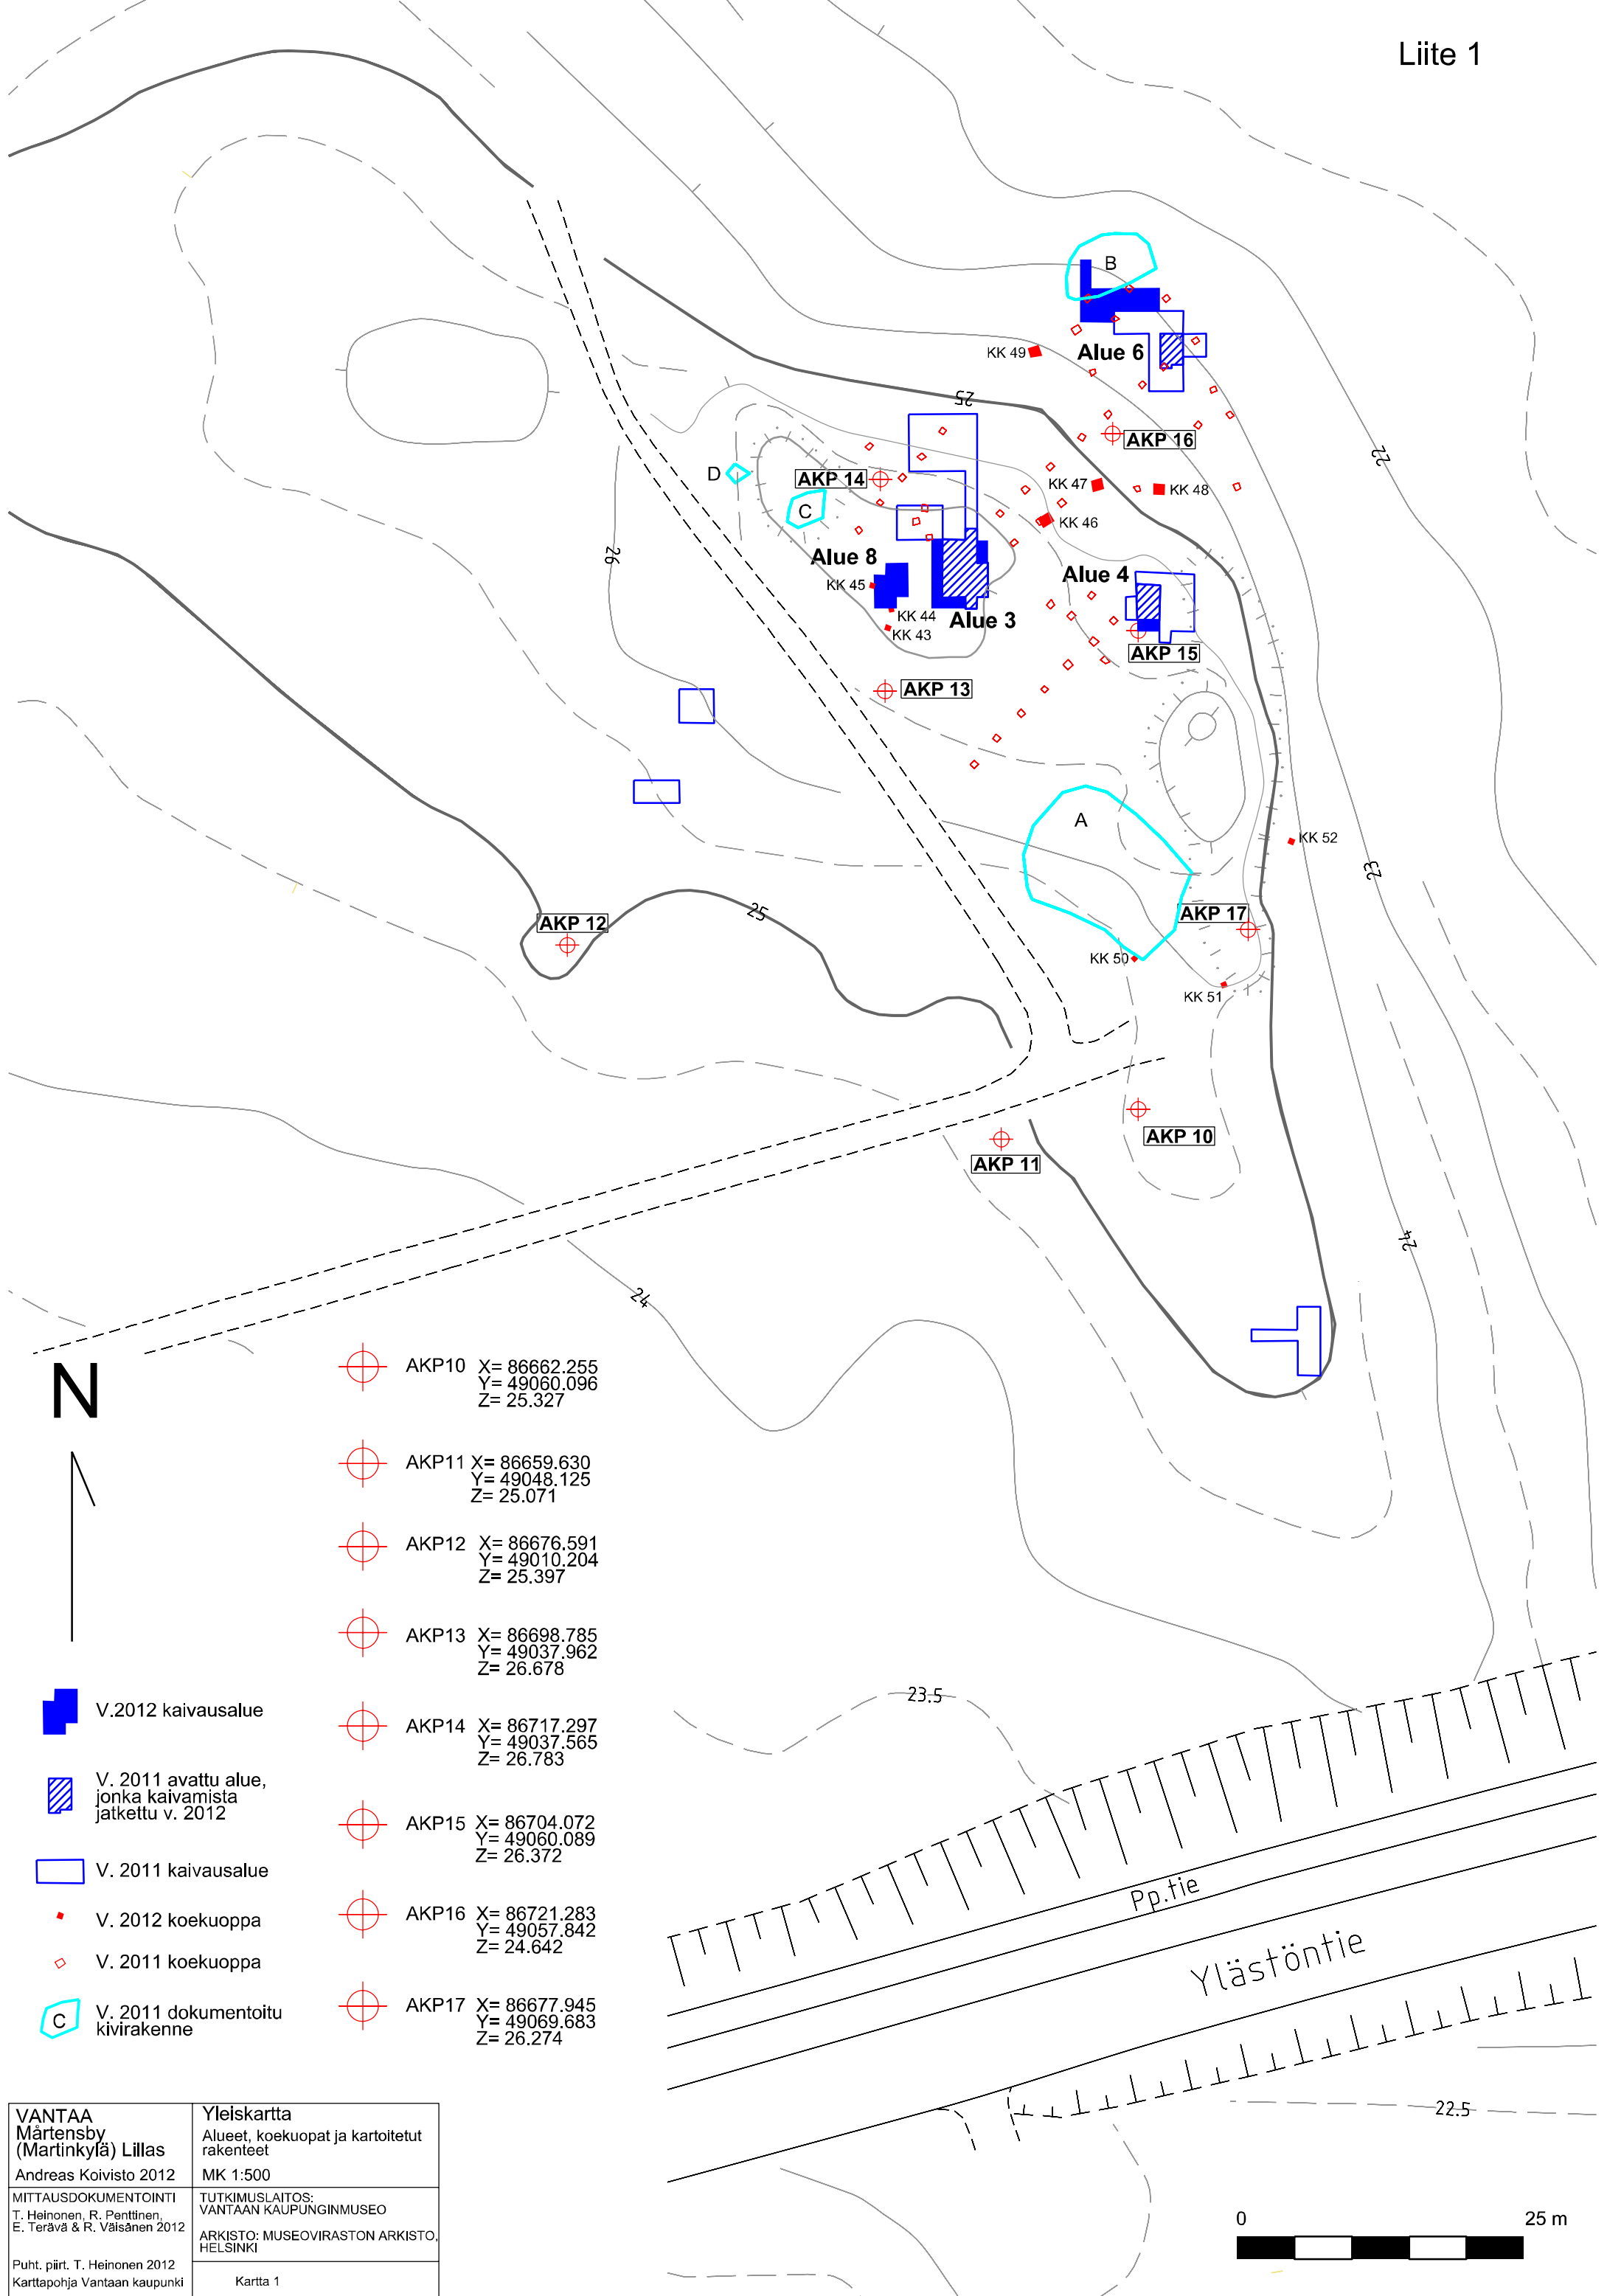 Liite 1
B
KK 49
Alue 6
25
AKP 16
22
D
AKP 14
KK 47
KK 48
C
KK 46
26
Alue 8
Alue 4
KK 45
KK 44
Alue 3
KK 43
AKP 15
AKP 13
A
KK 52
23
25
AKP 17
AKP 12
KK 50
KK 51
AKP 10
AKP 11
24
24
N
AKP10 X= 86662.255
Y= 49060.096
Z= 25.327
AKP11 X= 86659.630
Y= 49048.125
Z= 25.071
AKP12 X= 86676.591
Y= 49010.204
Z= 25.397
AKP13 X= 86698.785
Y= 49037.962
Z= 26.678
AKP14 X= 86717.297
Y= 49037.565
Z= 26.783
AKP15 X= 86704.072
Y= 49060.089
Z= 26.372
AKP16 X= 86721.283
Y= 49057.842
Z= 24.642
AKP17 X= 86677.945
Y= 49069.683
Z= 26.274
V.2012 kaivausalue
V. 2011 avattu alue,
jonka kaivamista
jatkettu v. 2012
V. 2011 kaivausalue
V. 2012 koekuoppa
V. 2011 koekuoppa
C
V. 2011 dokumentoitu
kivirakenne
23.5
Pp.tie
Ylästöntie
22.5
VANTAA
Mårtensby
(Martinkylä) Lillas
Andreas Koivisto 2012
Yleiskartta
Alueet, koekuopat ja kartoitetut
rakenteet
MK 1:500
MITTAUSDOKUMENTOINTI
T. Heinonen, R. Penttinen,
E. Terävä & R. Väisänen 2012
Puht. piirt. T. Heinonen 2012
Karttapohja Vantaan kaupunki
TUTKIMUSLAITOS:
VANTAAN KAUPUNGINMUSEO
ARKISTO: MUSEOVIRASTON ARKISTO,
HELSINKI
Kartta 1
0 25 m